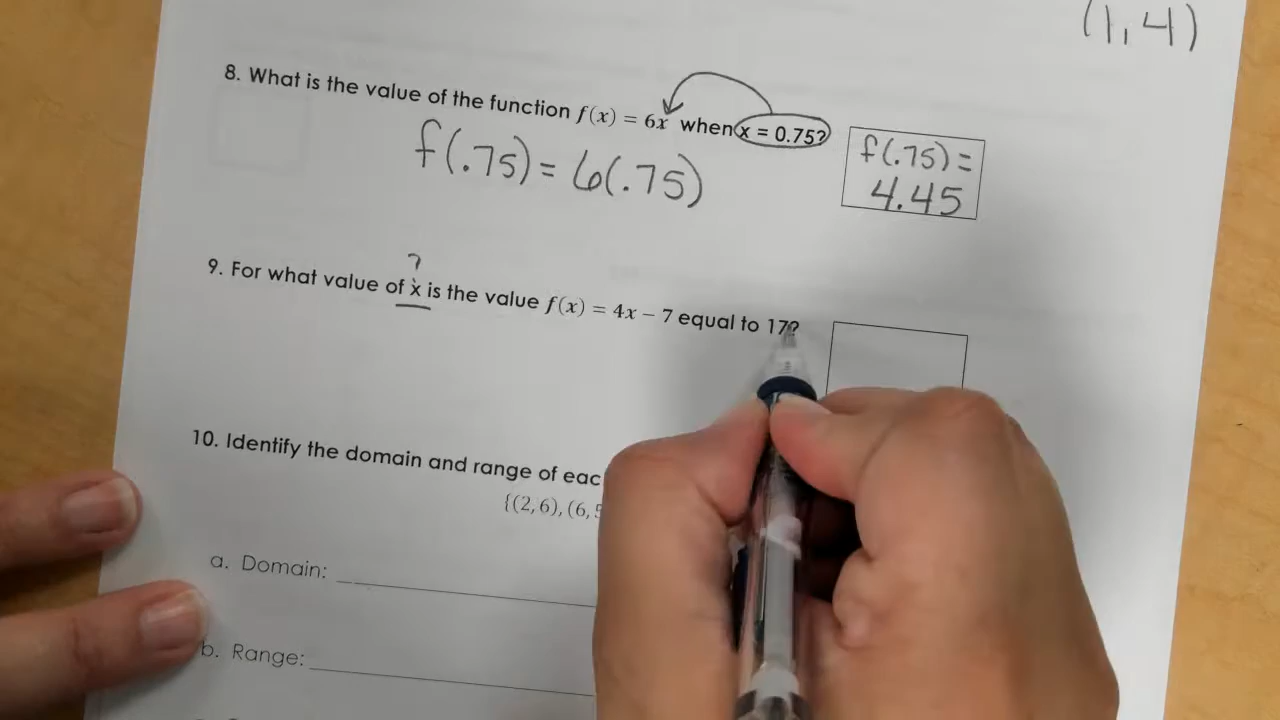 (1,4)
8. What is the value of the function f(x) = 6x when x = 0.75?
f(.75) = 6(.75)
f(.75) =
4.45
?
9. For what value of x is the value f(x) = 4x − 7 equal to 17?
10. Identify the domain and range of eac
{(2,6), (6,
a. Domain:
b. Range: